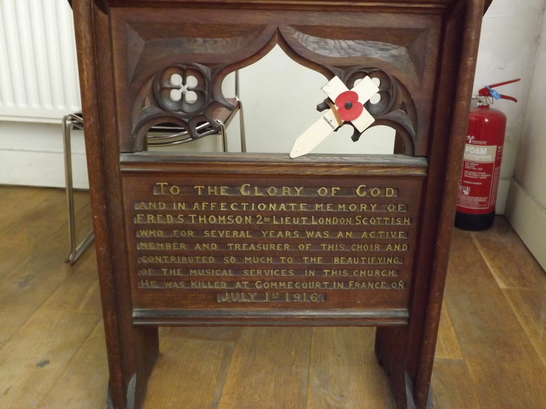 TO THE GLORY OF GOD
AND IN AFFECTIONATE MEMORY OF
FRED S. THOMSON 2ND LIEUT LONDON SCOTTISH
WHO FOR SEVERAL YEARS WAS AN ACTIVE
MEMBER AND TREASURER OF THIS CHOIR AND
CONTRIBUTED SO MUCH TO THE BEAUTIFYING
OF THE MUSICAL SERVICES IN THIS CHURCH.
HE WAS KILLED AT GOMMECOURT IN FRANCE, ON
JULY 1ST 1916.
FOAM